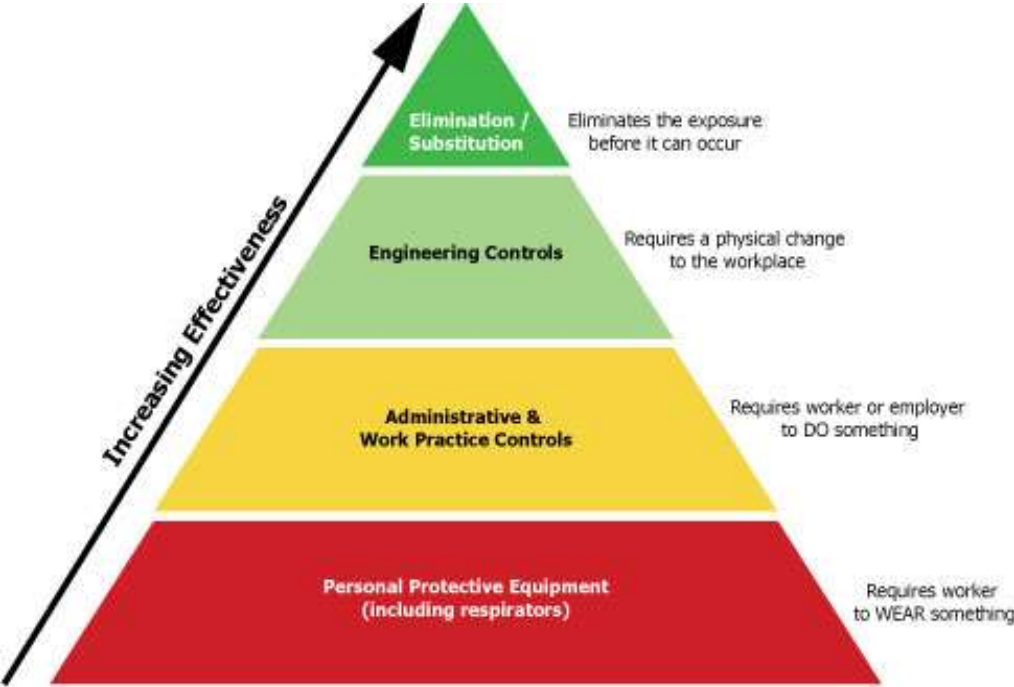 Elimination /
Substitution
Eliminates the exposure
before it can occur
Increasing Effectiveness
Engineering Controls
Requires a physical change
to the workplace
Administrative &
Work Practice Controls
Requires worker or employer
to DO something
Personal Protective Equipment
(including respirators)
Requires worker
to WEAR something